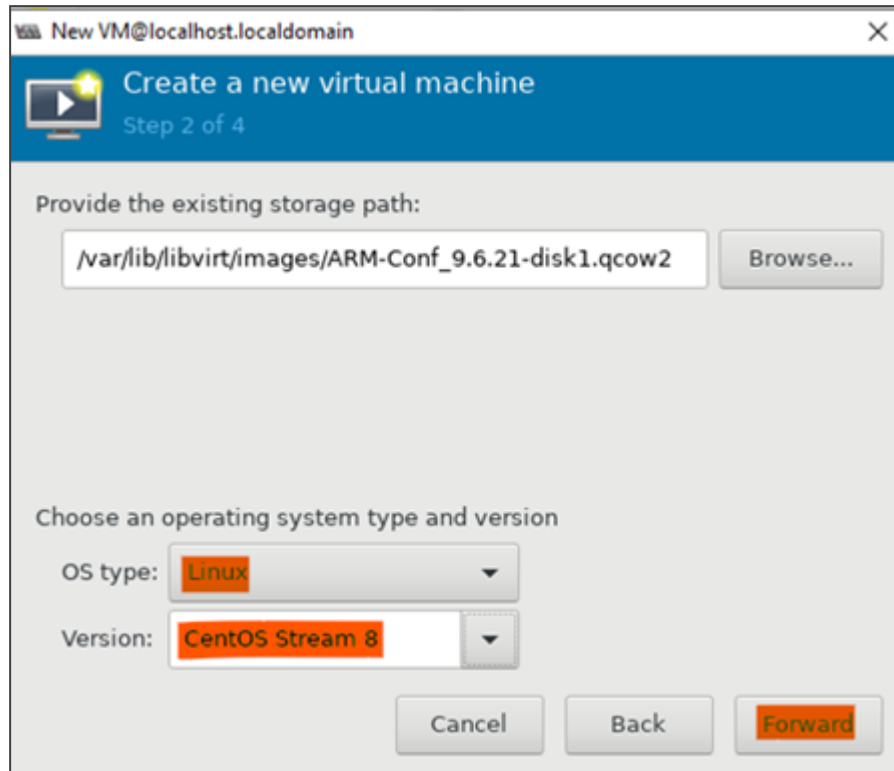 New VM@localhost.localdomain
Create a new virtual machine
Step 2 of 4
Provide the existing storage path:
/var/lib/libvirt/images/ARM-Conf_9.6.21-disk1.qcow2 Browse...
Choose an operating system type and version
OS type: Linux
Version: CentOS Stream 8
Cancel Back Forward